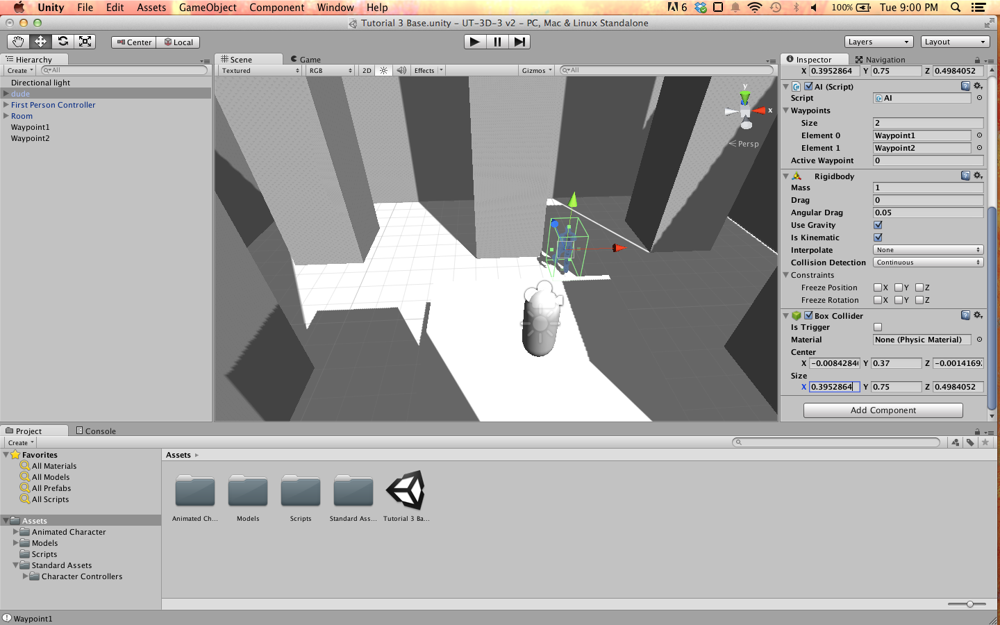 Unity File Edit Assets GameObject Component Window Help 6 100% Tue 9:00 PM
Tutorial 3 Base.unity – UT–3D–3 v2 – PC, Mac & Linux Standalone
Center Local Layers Layout
Hierarchy
Create All
Directional light
dude
First Person Controller
Room
Waypoint1
Waypoint2
Scene Game
Textured RGB 2D Effects Gizmos All
y
x
Persp
Inspector Navigation
X 0.3952864 Y 0.75 Z 0.4984052
AI (Script)
Script AI
Waypoints
Size 2
Element 0 Waypoint1
Element 1 Waypoint2
Active Waypoint 0
Rigidbody
Mass 1
Drag 0
Angular Drag 0.05
Use Gravity
Is Kinematic
Interpolate None
Collision Detection Continuous
Constraints
Freeze Position X Y Z
Freeze Rotation X Y Z
Box Collider
Is Trigger
Material None (Physic Material)
Center
X Y 0.37 Z
Size
X 0.3952864 Y 0.75 Z 0.4984052
Add Component
Project Console
Create
Favorites
All Materials
All Models
All Prefabs
All Scripts
Assets
Animated Character
Models
Scripts
Standard Assets
Character Controllers
Assets
Animated Ch... Models Scripts Standard Ass... Tutorial 3 Ba...
Waypoint1